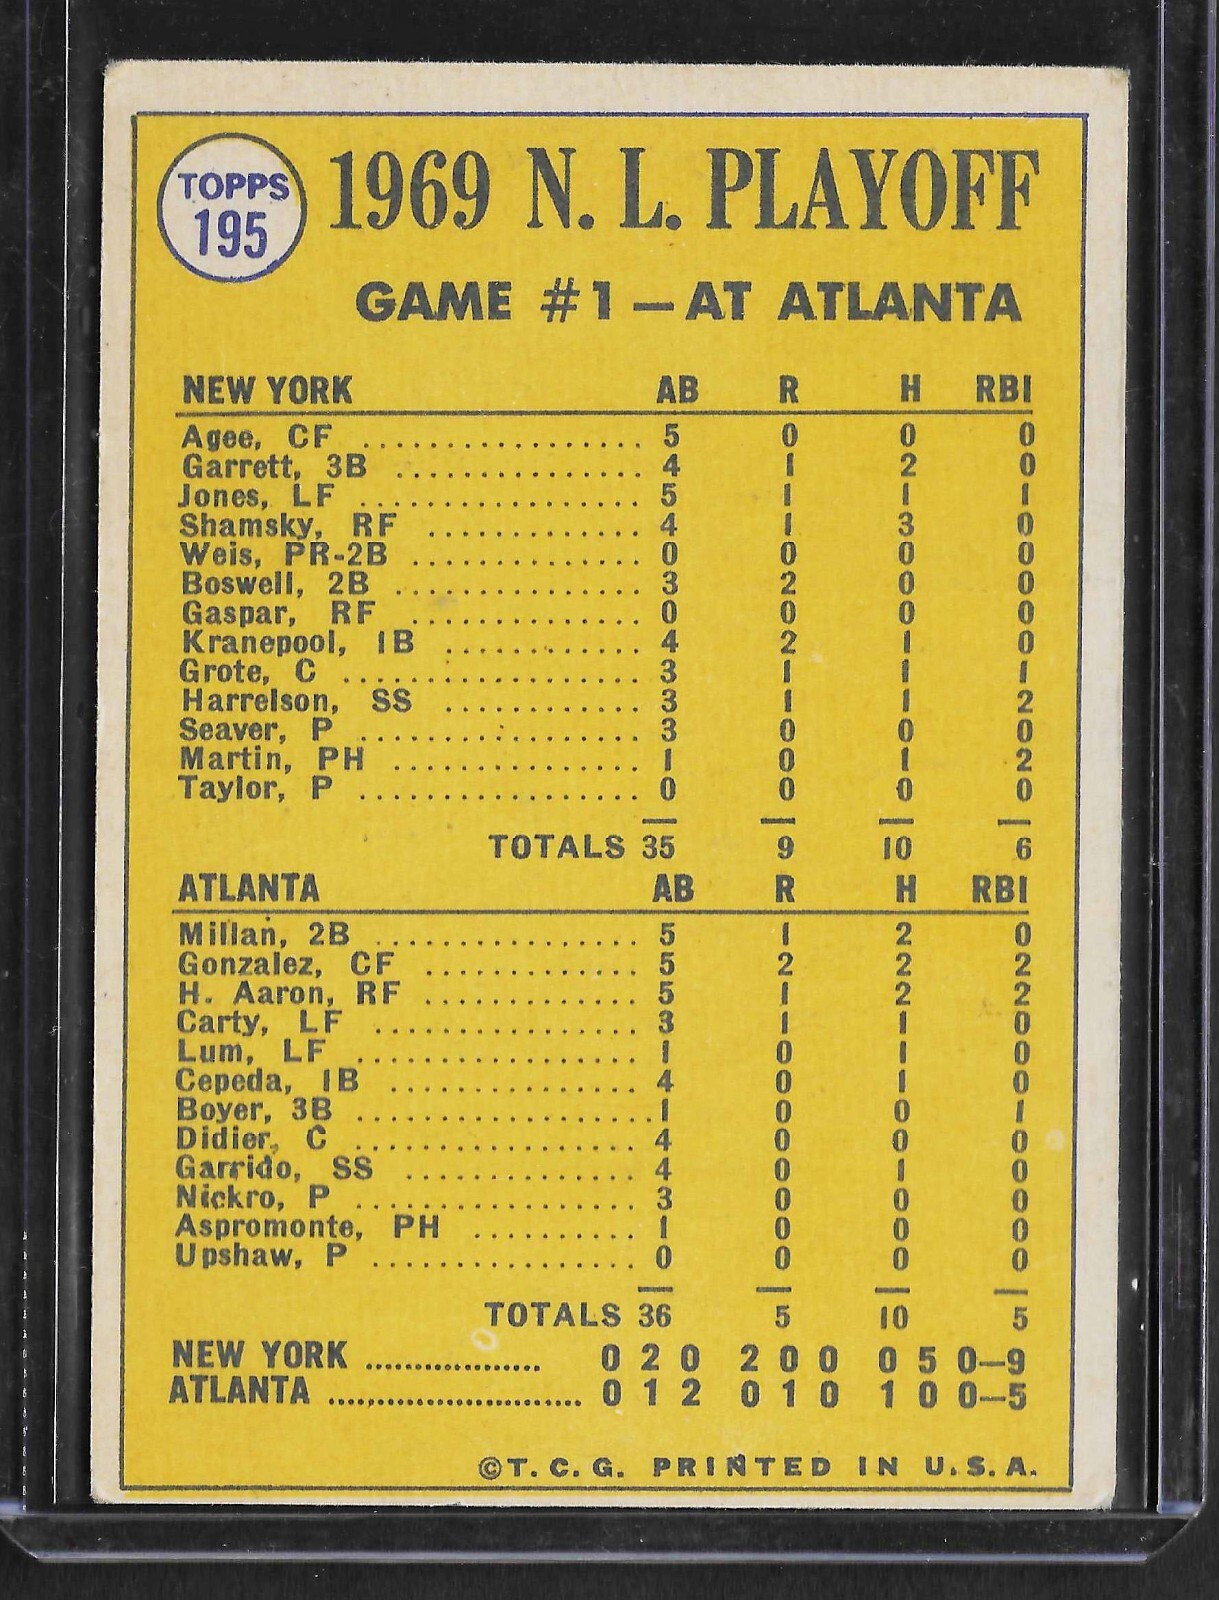 TOPPS
195
1969 N. L. PLAYOFF
GAME #1 — AT ATLANTA
NEW YORK AB R H RBI
Agee, CF .................. 5 0 0 0
Garrett, 3B ................ 4 1 2 0
Jones, LF .................. 5 1 1 1
Shamsky, RF .............. 4 1 3 0
Weis, PR-2B ............... 0 0 0 0
Boswell, 2B ................ 3 2 0 0
Gaspar, RF ............... 0 0 0 0
Kranepool, 1B ............. 4 2 1 0
Grote, C ................... 3 1 1 1
Harrelson, SS ............. 3 1 1 2
Seaver, P .................. 3 0 0 0
Martin, PH ................ 1 0 1 2
Taylor, P .................. 0 0 0 0
TOTALS 35 9 10 6
ATLANTA AB R H RBI
Millan, 2B ................. 5 1 2 0
Gonzalez, CF .............. 5 2 2 2
H. Aaron, RF .............. 5 1 2 2
Carty, LF ................. 3 1 1 0
Lum, LF .................. 1 0 1 0
Cepeda, 1B ................ 4 0 1 0
Boyer, 3B .................. 1 0 0 1
Didier, C .................. 4 0 0 0
Garrido, SS ............... 4 0 1 0
Nickro, P .................. 3 0 0 0
Aspromonte, PH .......... 1 0 0 0
Upshaw, P ................. 0 0 0 0
TOTALS 36 5 10 5
NEW YORK .................. 0 2 0 2 0 0 0 5 0—9
ATLANTA .......................... 0 1 2 0 1 0 1 0 0—5
©T. C. G. PRINTED IN U.S.A.